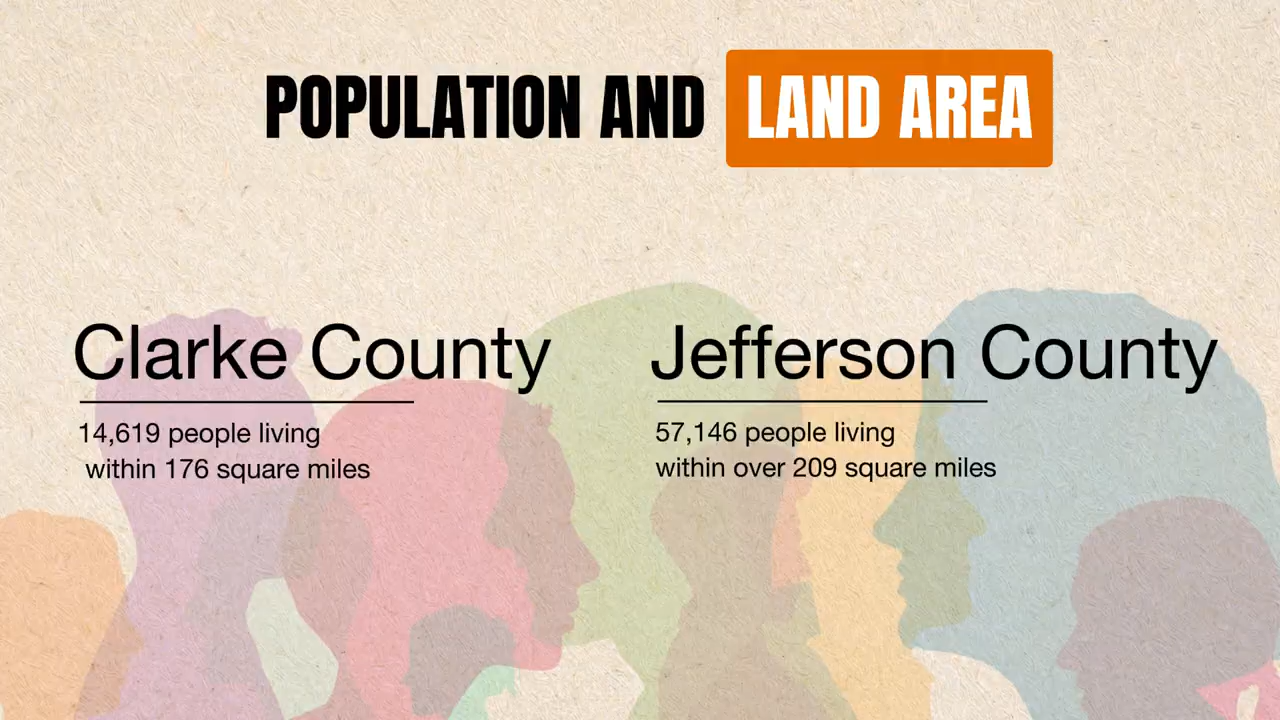 POPULATION AND LAND AREA
Clarke County
14,619 people living
within 176 square miles
Jefferson County
57,146 people living
within over 209 square miles